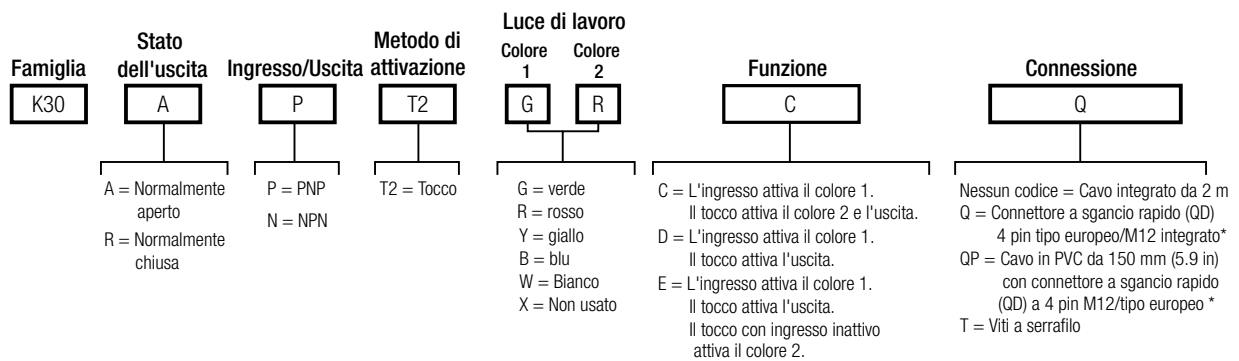 Famiglia
K30
Stato
dell'uscita
A
A = Normalmente
aperto
R = Normalmente
chiusa
Ingresso/Uscita
P
P = PNP
N = NPN
Metodo di
attivazione
T2
T2 = Tocco
Luce di lavoro
Colore
1
Colore
2
G
R
G = verde
R = rosso
Y = giallo
B = blu
W = Bianco
X = Non usato
Funzione
C
C = L'ingresso attiva il colore 1.
Il tocco attiva il colore 2 e l'uscita.
D = L'ingresso attiva il colore 1.
Il tocco attiva l'uscita.
E = L'ingresso attiva il colore 1.
Il tocco attiva l'uscita.
Il tocco con ingresso inattivo
attiva il colore 2.
Connessione
Q
Nessun codice = Cavo integrato da 2 m
Q = Connettore a sgancio rapido (QD)
4 pin tipo europeo/M12 integrato*
QP = Cavo in PVC da 150 mm (5.9 in)
con connettore a sgancio rapido
(QD) a 4 pin M12/tipo europeo *
T = Viti a serrafilo